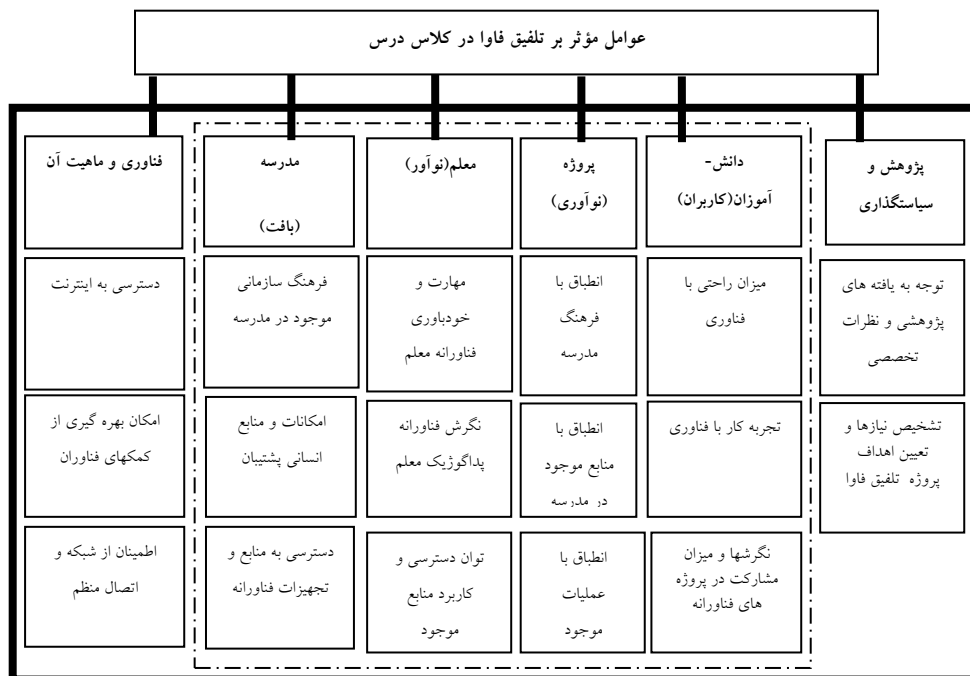 عوامل مؤثر بر تلفیق فاوا در کلاس درس
پژوهش و
سیاستگذاری
توجه به یافته های
پژوهشی و نظرات
تخصصی
تشخیص نیازها و
تعیین اهداف
پروژه تلفیق فاوا
دانش-
آموزان(کاربران)
میزان راحتی با
فناوری
تجربه کار با فناوری
نگرشها و میزان
مشارکت در پروژه
های فناورانه
پروژه
(نوآوری)
انطباق با
فرهنگ
مدرسه
انطباق با
منابع موجود
در مدرسه
انطباق با
عملیات
موجود
معلم(نوآور)
مهارت و
خودباوری
فناورانه معلم
نگرش فناورانه
پداگوژیک معلم
توان دسترسی و
کاربرد منابع
موجود
مدرسه
(بافت)
فرهنگ سازمانی
موجود در مدرسه
امکانات و منابع
انسانی پشتیبان
دسترسی به منابع و
تجهیزات فناورانه
فناوری و ماهیت آن
دسترسی به اینترنت
امکان بهره گیری از
کمکهای فناوران
اطمینان از شبکه و
اتصال منظم